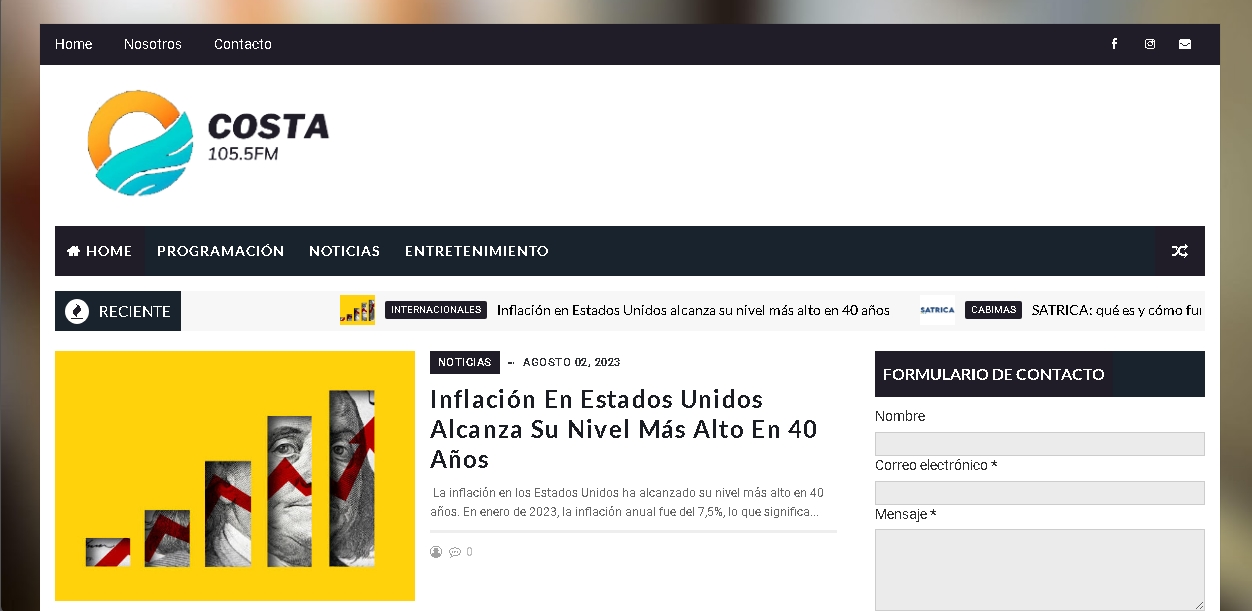 Home Nosotros Contacto
COSTA
105.5FM
HOME PROGRAMACIÓN NOTICIAS ENTRETENIMIENTO
RECIENTE
INTERNACIONALES Inflación en Estados Unidos alcanza su nivel más alto en 40 años
SATRICA CABIMAS SATRICA: qué es y cómo fu
NOTICIAS - AGOSTO 02, 2023
Inflación En Estados Unidos
Alcanza Su Nivel Más Alto En 40
Años
La inflación en los Estados Unidos ha alcanzado su nivel más alto en 40
años. En enero de 2023, la inflación anual fue del 7,5%, lo que significa...
0
FORMULARIO DE CONTACTO
Nombre
Correo electrónico *
Mensaje *